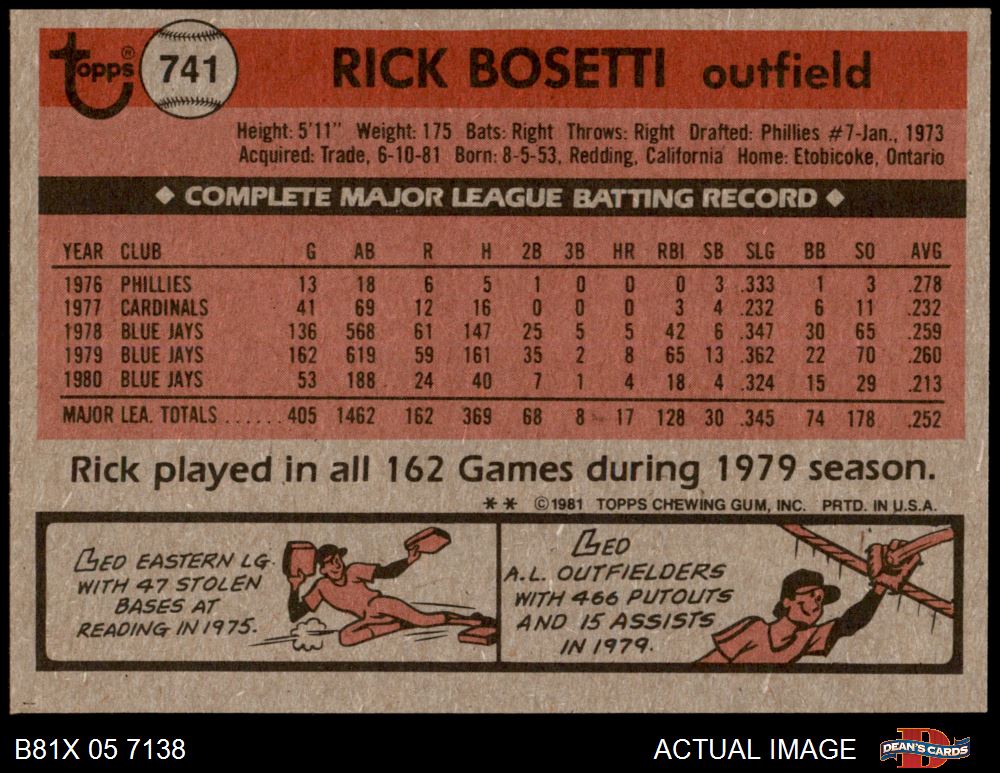 Topps® 741 RICK BOSETTI outfield
Height: 5'11" Weight: 175 Bats: Right Throws: Right Drafted: Phillies #7-Jan., 1973
Acquired: Trade, 6-10-81 Born: 8-5-53, Redding, California Home: Etobicoke, Ontario
◆ COMPLETE MAJOR LEAGUE BATTING RECORD ◆
YEAR CLUB G AB R H 2B 3B HR RBI SB SLG BB SO AVG
1976 PHILLIES 13 18 6 5 1 0 0 0 3 .333 1 3 .278
1977 CARDINALS 41 69 12 16 0 0 0 3 4 .232 6 11 .232
1978 BLUE JAYS 136 568 61 147 25 5 5 42 6 .347 30 65 .259
1979 BLUE JAYS 162 619 59 161 35 2 8 65 13 .362 22 70 .260
1980 BLUE JAYS 53 188 24 40 7 1 4 18 4 .324 15 29 .213
MAJOR LEA. TOTALS ...... 405 1462 162 369 68 8 17 128 30 .345 74 178 .252
Rick played in all 162 Games during 1979 season.
** ©1981 TOPPS CHEWING GUM, INC. PRTD. IN U.S.A.
LED EASTERN LG.
WITH 47 STOLEN
BASES AT
READING IN 1975.
LED
A.L. OUTFIELDERS
WITH 466 PUTOUTS
AND 15 ASSISTS
IN 1979.
B81X 05 7138 ACTUAL IMAGE DEAN'S CARDS